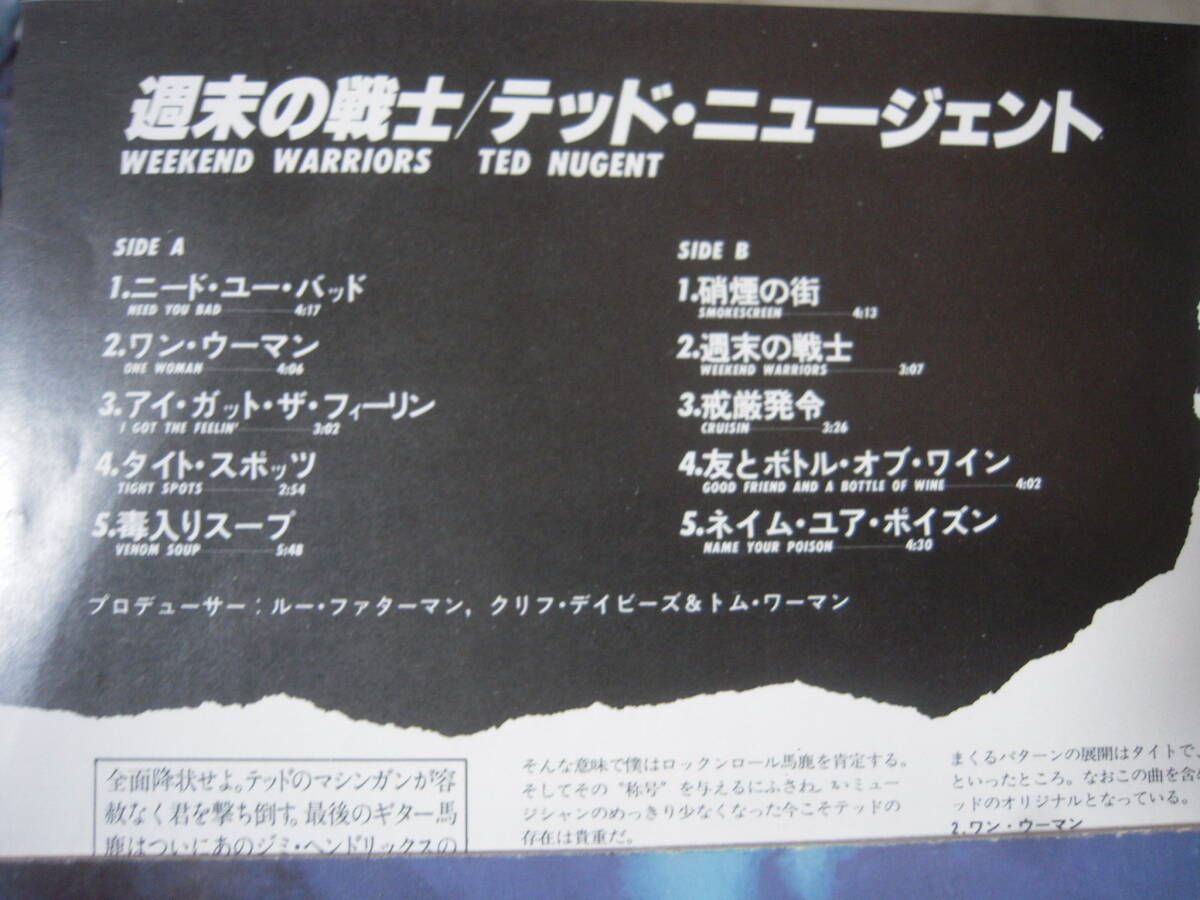 週末の戦士/テッド・ニュージェント
WEEKEND WARRIORS TED NUGENT
SIDE A
1.ニード・ユー・バッド
NEED YOU BAD 4:17
2.ワン・ウーマン
ONE WOMAN 4:06
3.アイ・ガット・ザ・フィーリン
I GOT THE FEELIN' 3:02
4.タイト・スポッツ
TIGHT SPOTS 2:54
5.毒入りスープ
VENOM SOUP 5:48
SIDE B
1.硝煙の街
SMOKESCREEN 4:13
2.週末の戦士
WEEKEND WARRIORS 3:07
3.戒厳発令
CRUISIN 3:26
4.友とボトル・オブ・ワイン
GOOD FRIEND AND A BOTTLE OF WINE 4:02
5.ネイム・ユア・ポイズン
NAME YOUR POISON 4:30
プロデューサー：ルー・ファターマン, クリフ・デイビーズ&トム・ワーマン
全面降状せよ。テッドのマシンガンが容
赦なく君を撃ち倒す。最後のギター馬
鹿はついにあのジミ・ヘンドリックスの
そんな意味で僕はロックンロール馬鹿を肯定する。
そしてその"称号"を与えるにふさわしいミュー
ジシャンのめっきり少なくなった今こそテッドの
存在は貴重だ。
まくるパターンの展開はタイトで、
といったところ。なおこの曲を含め
ッドのオリジナルとなっている。
2.ワン・ウーマン